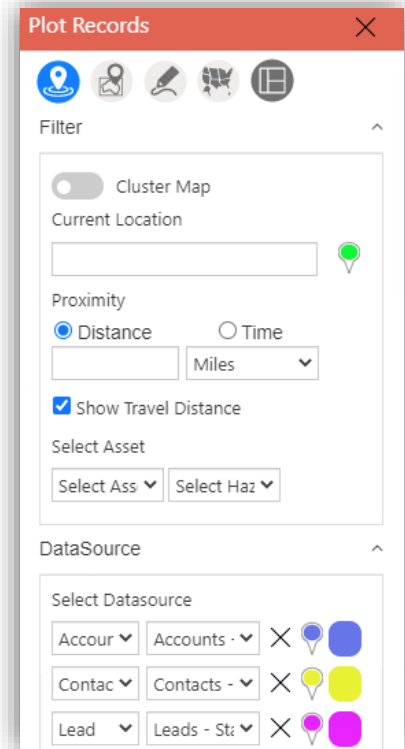 Plot Records
Filter
Cluster Map
Current Location
Proximity
Distance Time
Miles
Show Travel Distance
Select Asset
Select Ass Select Haz
DataSource
Select Datasource
Accour Accounts -
Contac Contacts -
Lead Leads - Sta